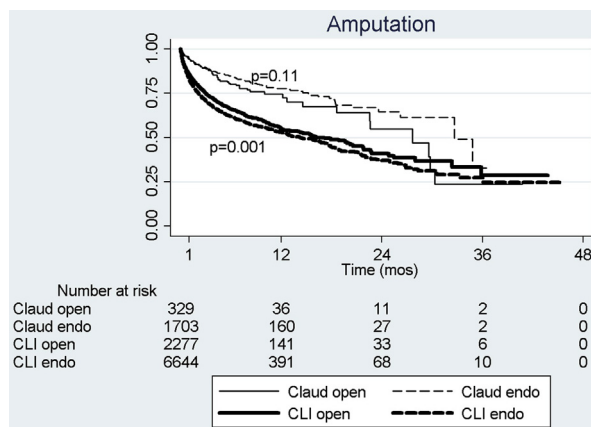 Amputation
1.00
0.75
0.50
0.25
0.00
p=0.11
p=0.001
1 12 24 36 48
Time (mos)
Number at risk
Claud open 329 36 11 2 0
Claud endo 1703 160 27 2 0
CLI open 2277 141 33 6 0
CLI endo 6644 391 68 10 0
Claud open Claud endo
CLI open CLI endo